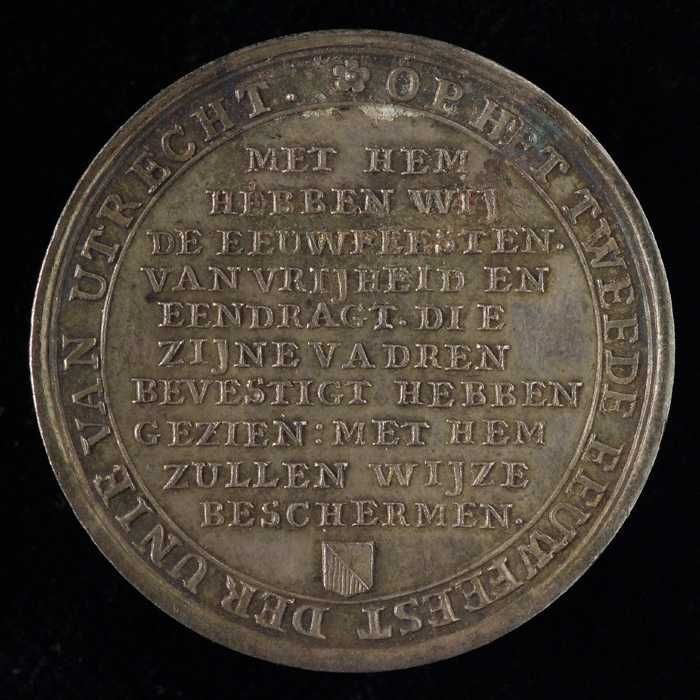 OP HET TWEEDE EEUWFEEST DER UNIE VAN UTRECHT.
MET HEM
HEBBEN WIJ
DE EEUWFEESTEN.
VAN VRIJHEID EN
EENDRAGT. DIE
ZIJNE VADREN
BEVESTIGT HEBBEN
GEZIEN: MET HEM
ZULLEN WIJZE
BESCHERMEN.